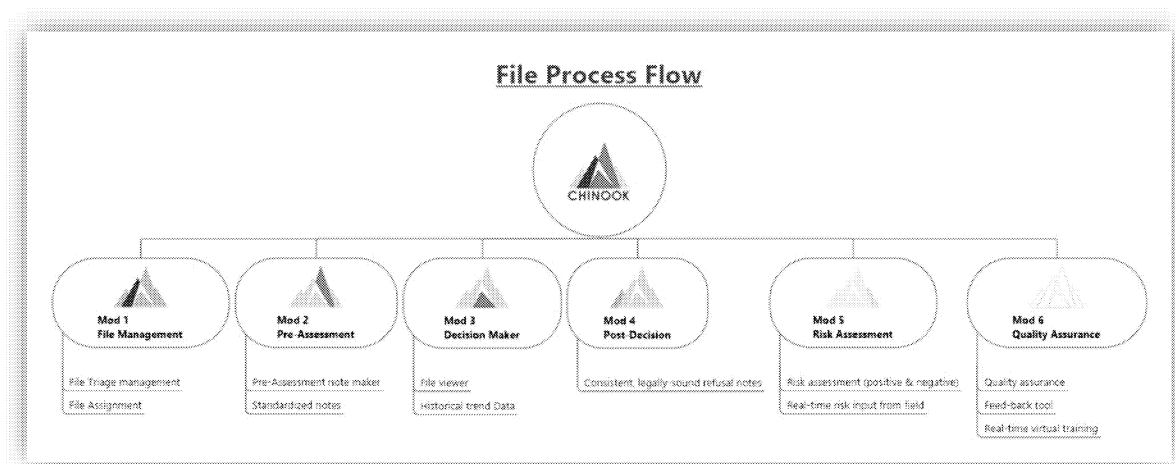 File Process Flow
CHINOOK
Mod 1
File Management
File Triage management
File Assignment
Mod 2
Pre-Assessment
Pre-Assessment note maker
Standardized notes
Mod 3
Decision Maker
File viewer
Historical trend Data
Mod 4
Post-Decision
Consistent, legally-sound refusal notes
Mod 5
Risk Assessment
Risk assessment (positive & negative)
Real-time risk input from field
Mod 6
Quality Assurance
Quality assurance
Feed-back tool
Real-time virtual training